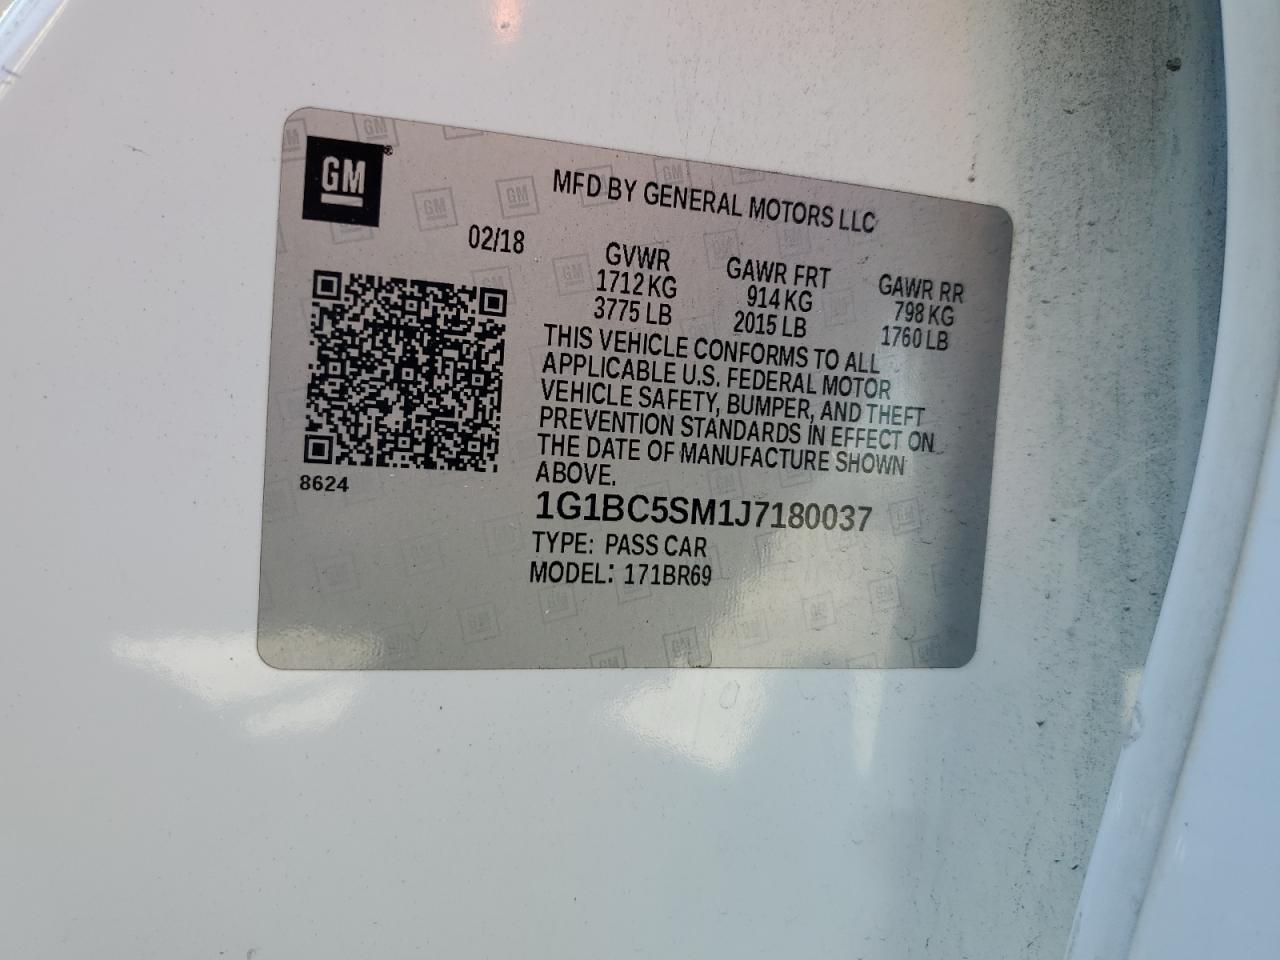 GM®
MFD BY GENERAL MOTORS LLC
02/18
GVWR GAWR FRT GAWR RR
1712 KG 914 KG 798 KG
3775 LB 2015 LB 1760 LB
THIS VEHICLE CONFORMS TO ALL
APPLICABLE U.S. FEDERAL MOTOR
VEHICLE SAFETY, BUMPER, AND THEFT
PREVENTION STANDARDS IN EFFECT ON
THE DATE OF MANUFACTURE SHOWN
ABOVE.
8624
1G1BC5SM1J7180037
TYPE: PASS CAR
MODEL: 171BR69